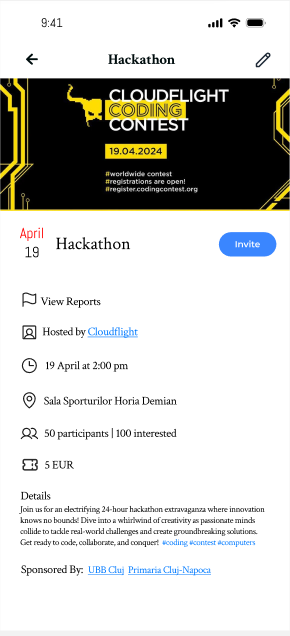 9:41
Hackathon
CLOUDFLIGHT
CODING
CONTEST
19.04.2024
#worldwide contest
#registrations are open!
#register.codingcontest.org
April
19
Hackathon
Invite
View Reports
Hosted by Cloudflight
19 April at 2:00 pm
Sala Sporturilor Horia Demian
50 participants | 100 interested
5 EUR
Details
Join us for an electrifying 24-hour hackathon extravaganza where innovation
knows no bounds! Dive into a whirlwind of creativity as passionate minds
collide to tackle real-world challenges and create groundbreaking solutions.
Get ready to code, collaborate, and conquer! #coding #contest #computers
Sponsored By: UBB Cluj Primaria Cluj-Napoca